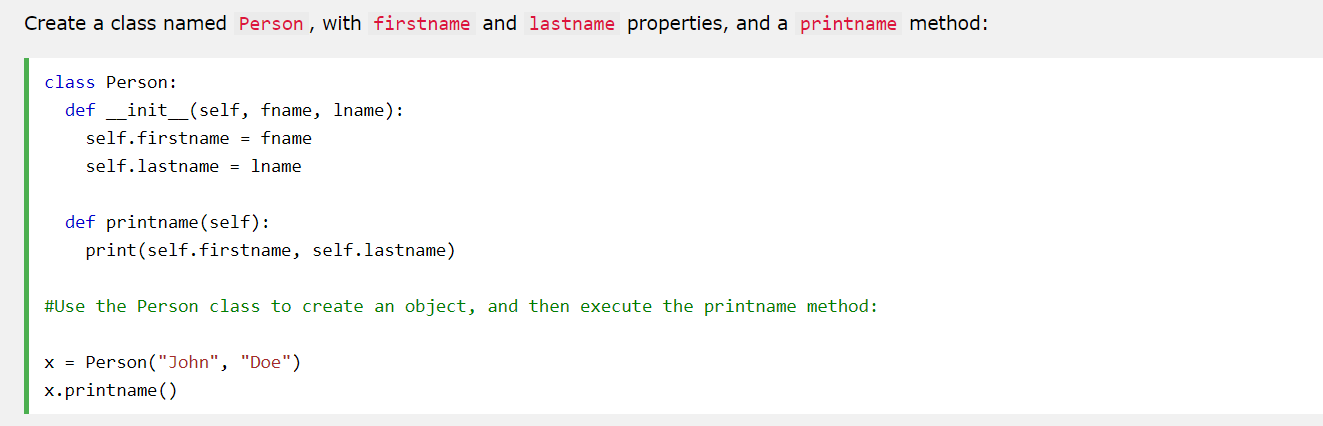 Create a class named Person, with firstname and lastname properties, and a printname method:
class Person:
  def __init__(self, fname, lname):
    self.firstname = fname
    self.lastname = lname
  def printname(self):
    print(self.firstname, self.lastname)
#Use the Person class to create an object, and then execute the printname method:
x = Person("John", "Doe")
x.printname()